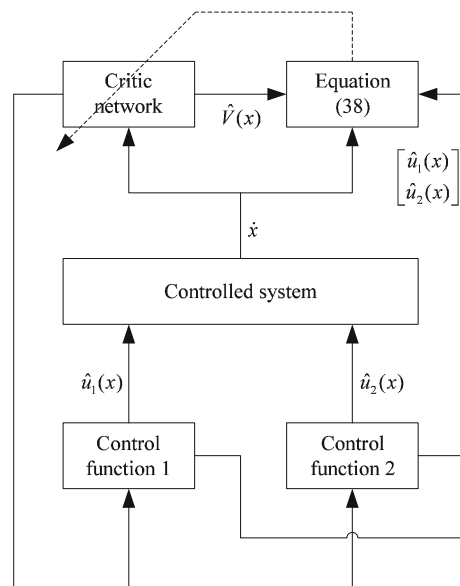 Critic
network
Equation
(38)
V̂(x)
[û₁(x)
û₂(x)]
ẋ
Controlled system
û₁(x)
û₂(x)
Control
function 1
Control
function 2